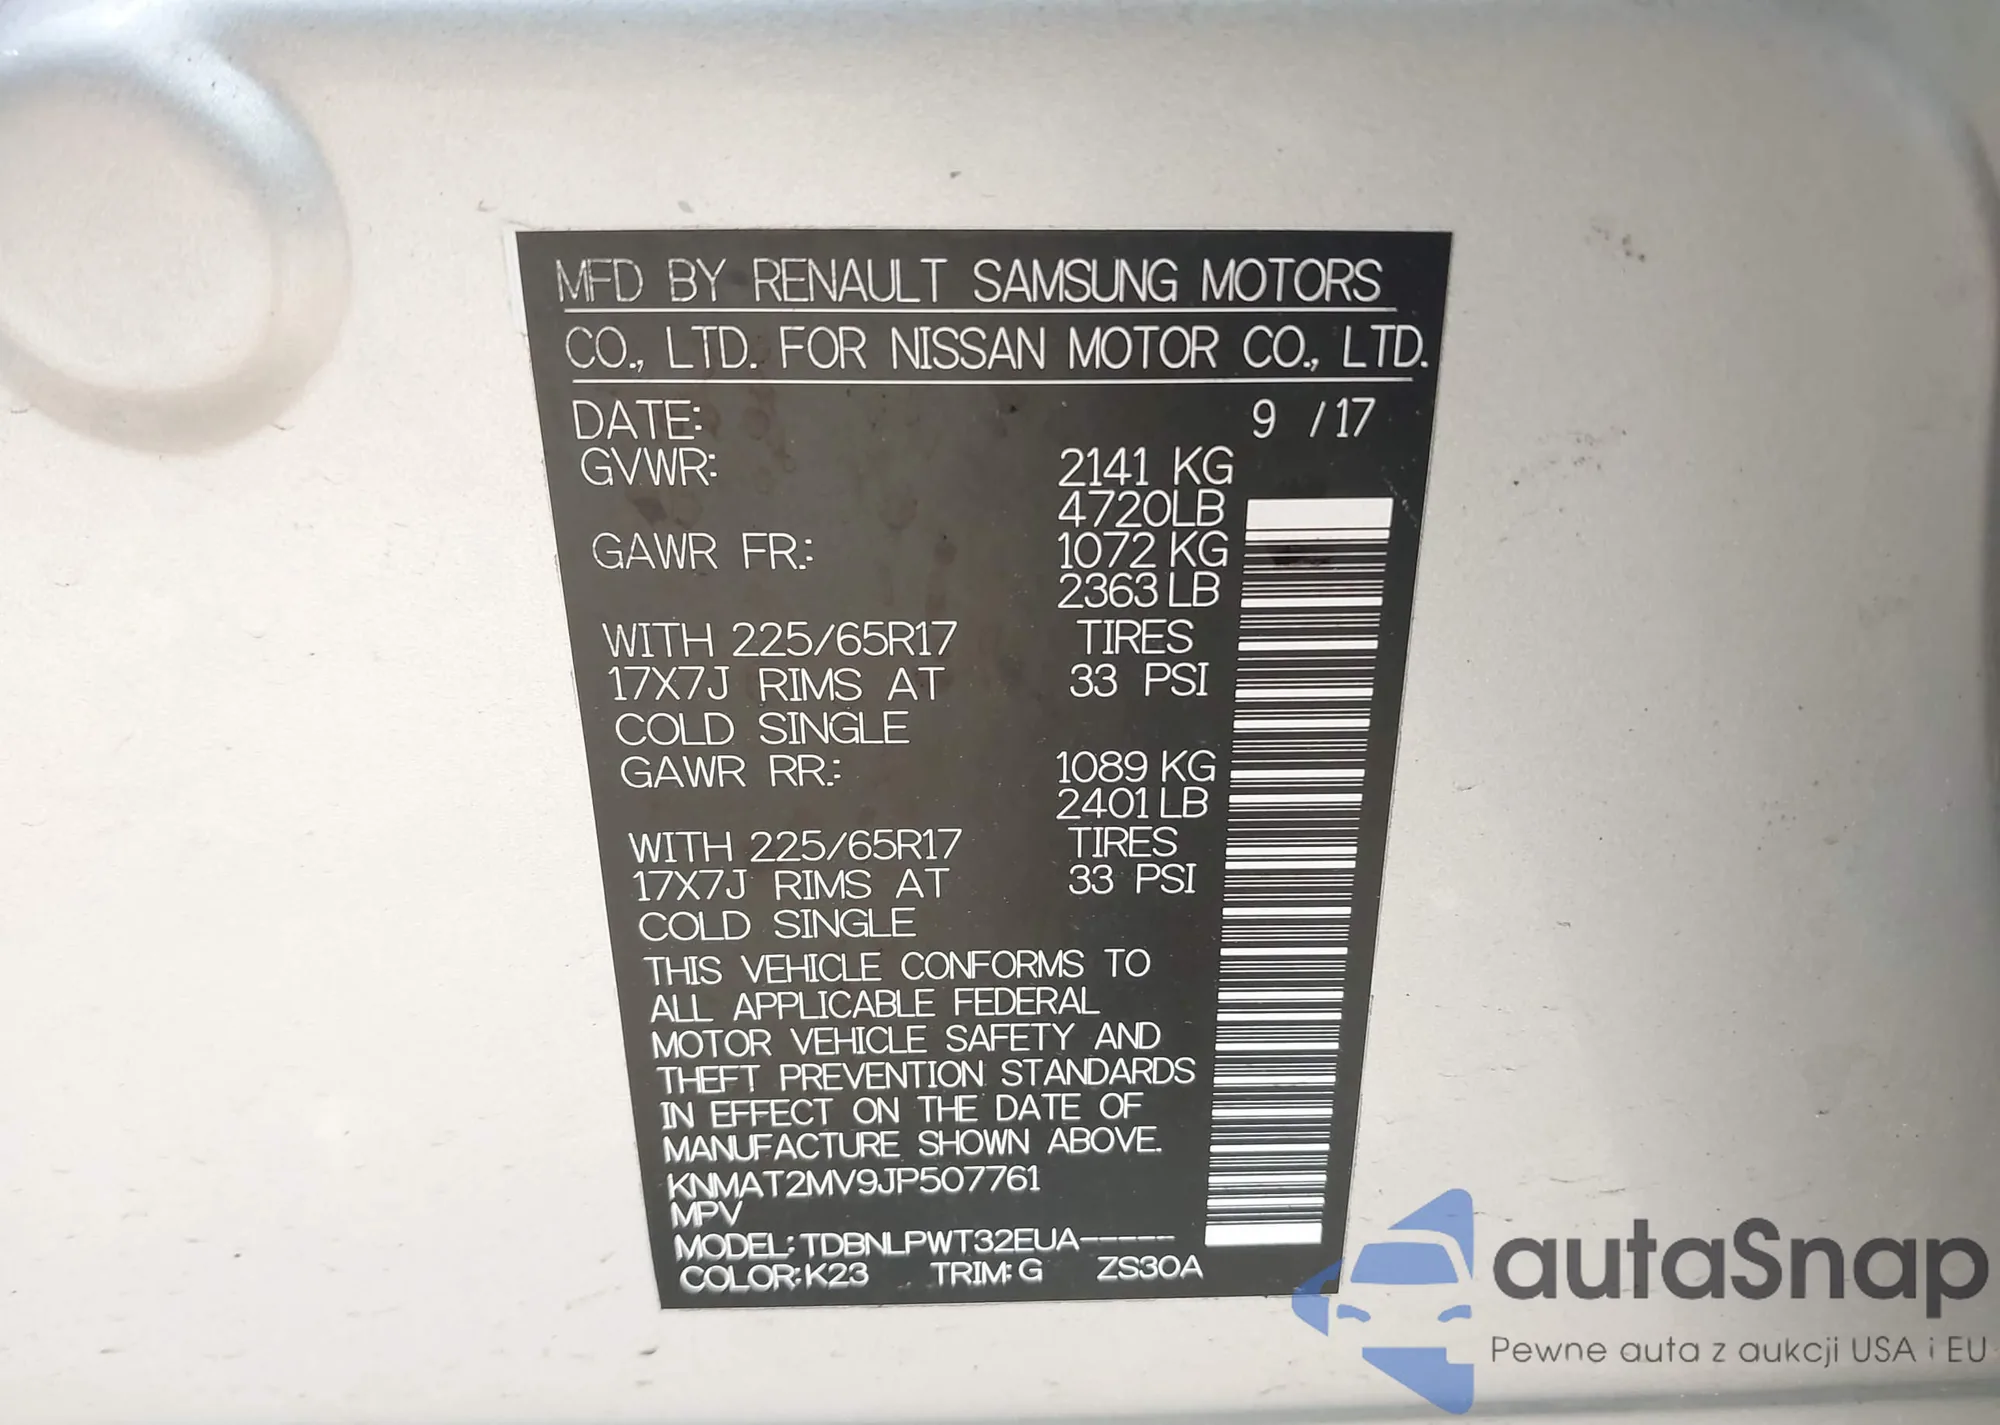 MFD BY RENAULT SAMSUNG MOTORS
CO., LTD. FOR NISSAN MOTOR CO., LTD.
DATE: 9 /17
GVWR: 2141 KG
4720LB
GAWR FR.: 1072 KG
2363 LB
WITH 225/65R17 TIRES
17X7J RIMS AT 33 PSI
COLD SINGLE
GAWR RR.: 1089 KG
2401 LB
WITH 225/65R17 TIRES
17X7J RIMS AT 33 PSI
COLD SINGLE
THIS VEHICLE CONFORMS TO
ALL APPLICABLE FEDERAL
MOTOR VEHICLE SAFETY AND
THEFT PREVENTION STANDARDS
IN EFFECT ON THE DATE OF
MANUFACTURE SHOWN ABOVE.
KNMAT2MV9JP507761
MPV
MODEL: TDBNLPWT32EUA-----
COLOR: K23 TRIM: G ZS30A
autaSnap
Pewne auta z aukcji USA i EU